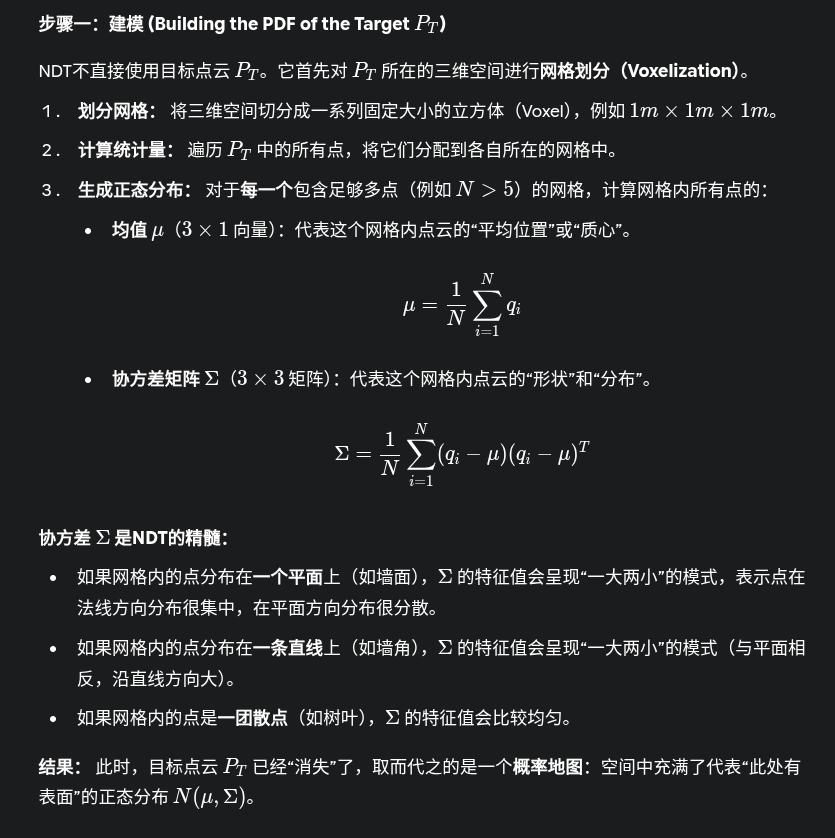 步骤一：建模 (Building the PDF of the Target P_T)
NDT不直接使用目标点云 P_T。它首先对 P_T 所在的三维空间进行网格划分（Voxelization）。
1. 划分网格： 将三维空间切分成一系列固定大小的立方体（Voxel），例如 1m × 1m × 1m。
2. 计算统计量： 遍历 P_T 中的所有点，将它们分配到各自所在的网格中。
3. 生成正态分布： 对于每一个包含足够多点（例如 N > 5）的网格，计算网格内所有点的：
• 均值 μ（3 × 1 向量）：代表这个网格内点云的“平均位置”或“质心”。
μ = \frac{1}{N} \sum_{i=1}^{N} q_i
• 协方差矩阵 Σ（3 × 3 矩阵）：代表这个网格内点云的“形状”和“分布”。
Σ = \frac{1}{N} \sum_{i=1}^{N} (q_i − μ)(q_i − μ)^T
协方差 Σ 是NDT的精髓：
• 如果网格内的点分布在一个平面上（如墙面），Σ 的特征值会呈现“一大两小”的模式，表示点在
法线方向分布很集中，在平面方向分布很分散。
• 如果网格内的点分布在一条直线上（如墙角），Σ 的特征值会呈现“一大两小”的模式（与平面相
反，沿直线方向大）。
• 如果网格内的点是一团散点（如树叶），Σ 的特征值会比较均匀。
结果： 此时，目标点云 P_T 已经“消失”了，取而代之的是一个概率地图：空间中充满了代表“此处有
表面”的正态分布 N(μ, Σ)。